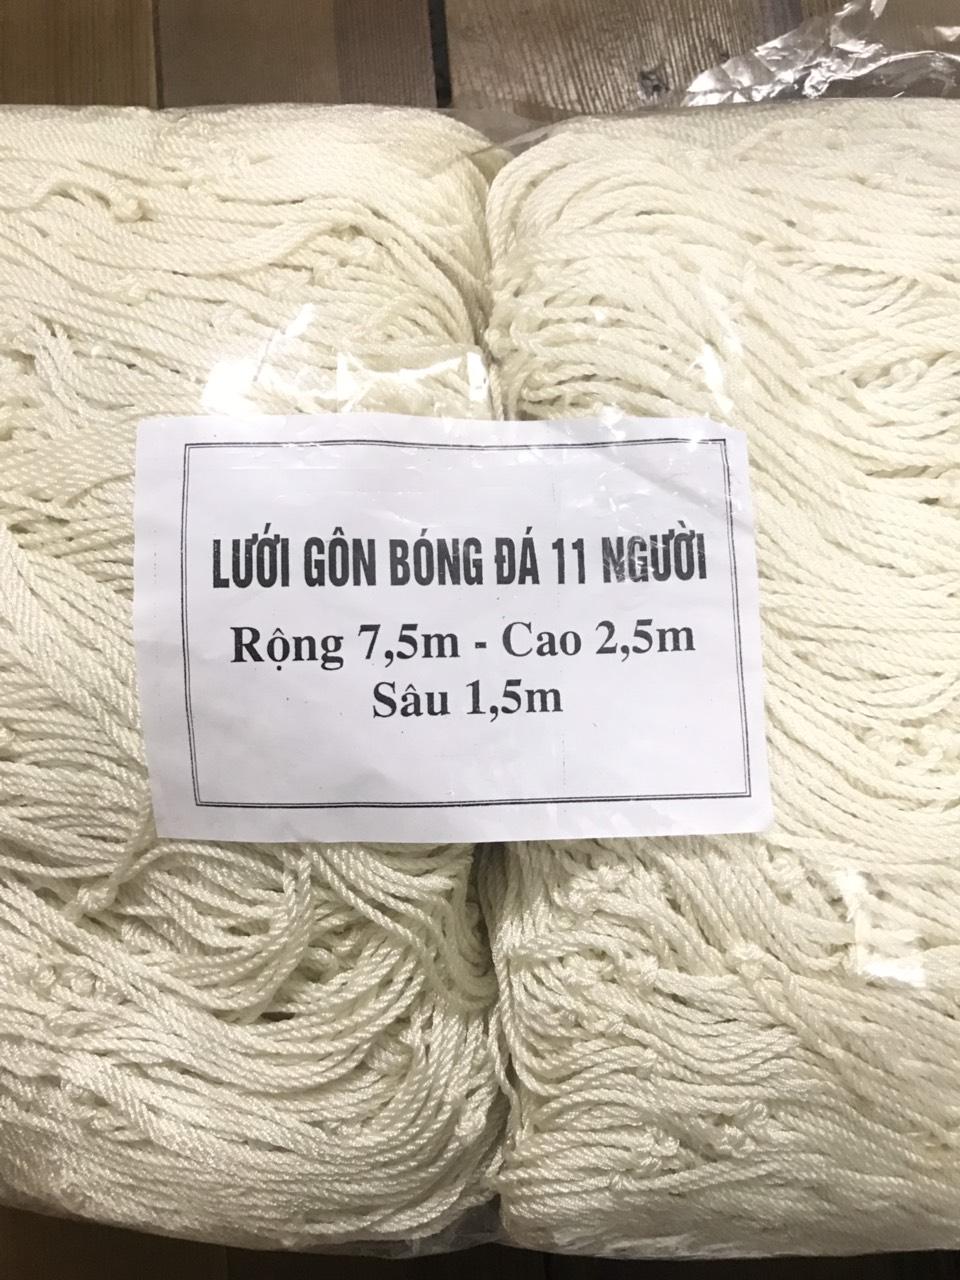 LƯỚI GÔN BÓNG ĐÁ 11 NGƯỜI
Rộng 7,5m - Cao 2,5m
Sâu 1,5m